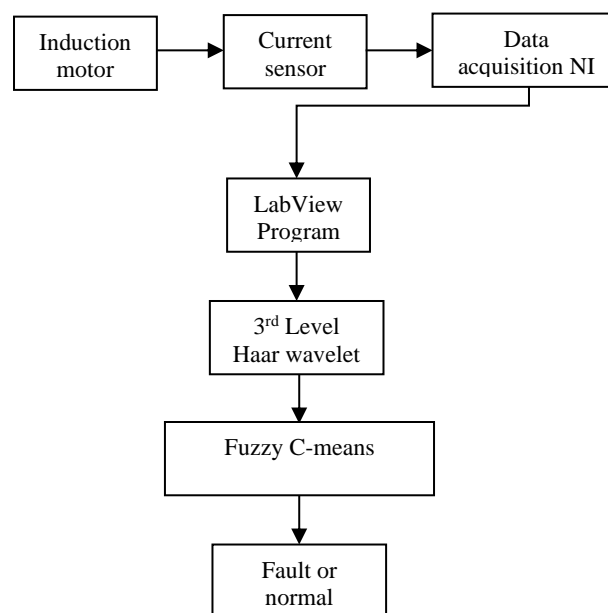 Induction
motor
Current
sensor
Data
acquisition NI
LabView
Program
3rd Level
Haar wavelet
Fuzzy C-means
Fault or
normal